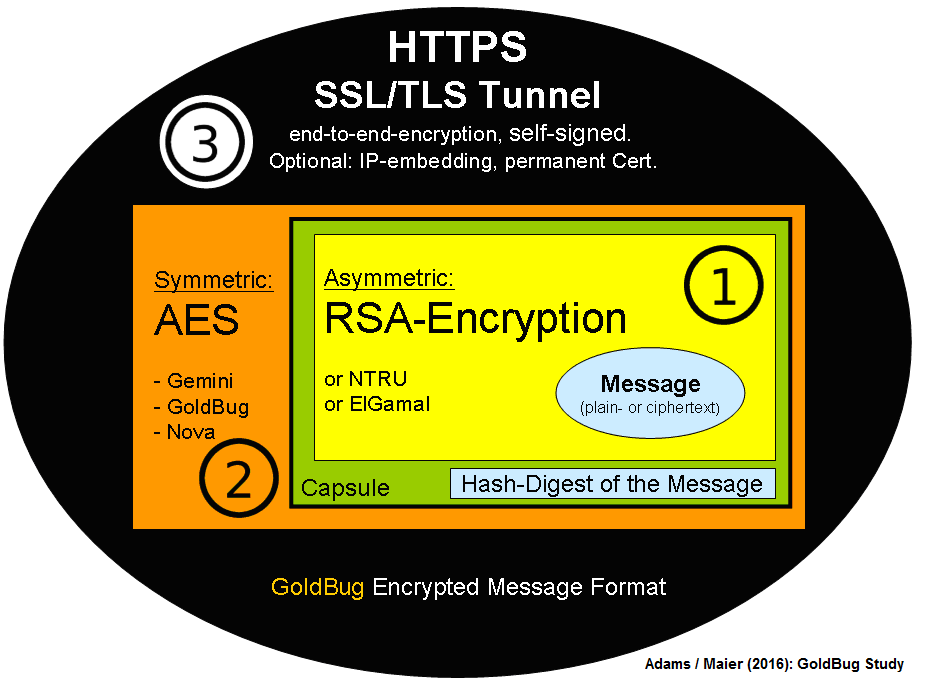 HTTPS
SSL/TLS Tunnel
end-to-end-encryption, self-signed.
Optional: IP-embedding, permanent Cert.
3
Symmetric:
AES
- Gemini
- GoldBug
- Nova
2
Asymmetric:
RSA-Encryption
1
or NTRU
or ElGamal
Message
(plain- or ciphertext)
Capsule
Hash-Digest of the Message
GoldBug Encrypted Message Format
Adams / Maier (2016): GoldBug Study